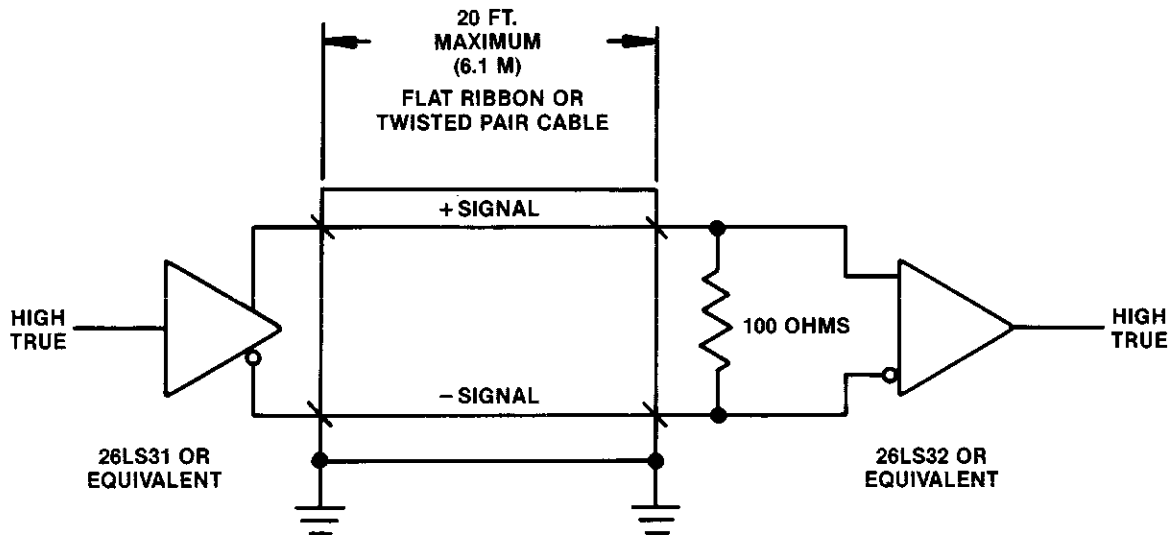 20 FT.
MAXIMUM
(6.1 M)
FLAT RIBBON OR
TWISTED PAIR CABLE
+SIGNAL
HIGH
TRUE
100 OHMS
HIGH
TRUE
−SIGNAL
26LS31 OR
EQUIVALENT
26LS32 OR
EQUIVALENT